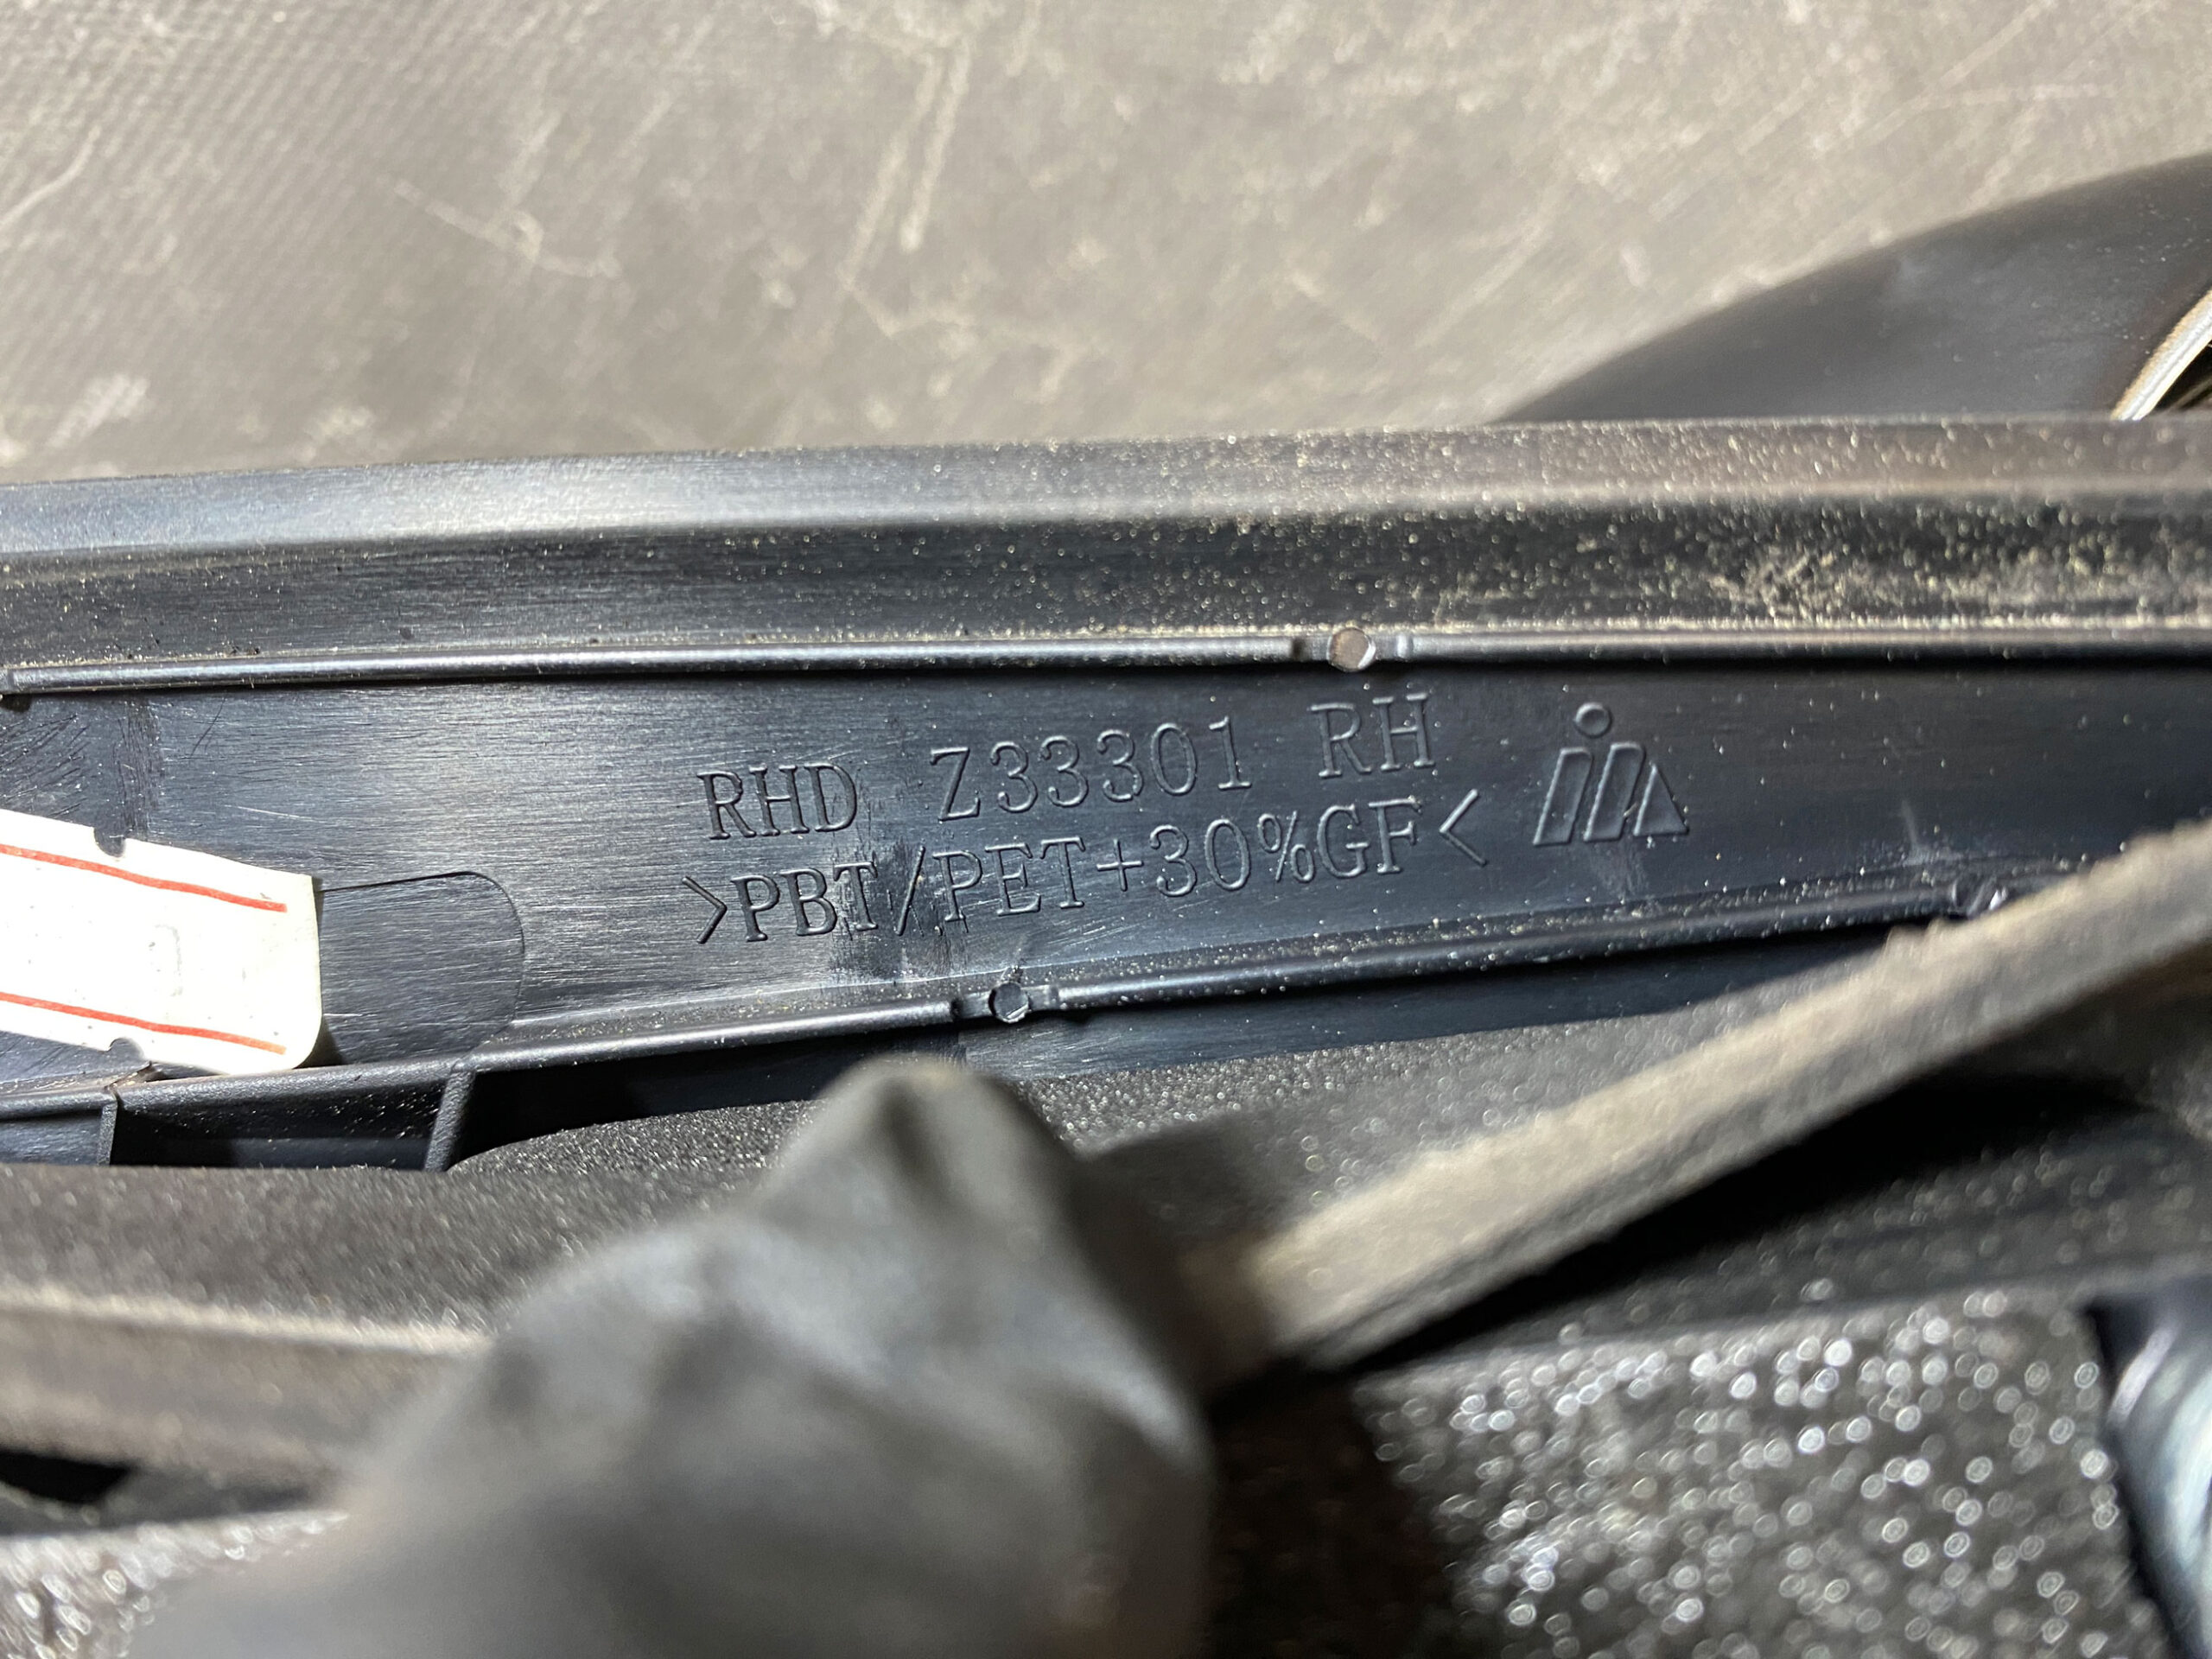 RHD Z33301 RH
>PBT/PET+30%GF<